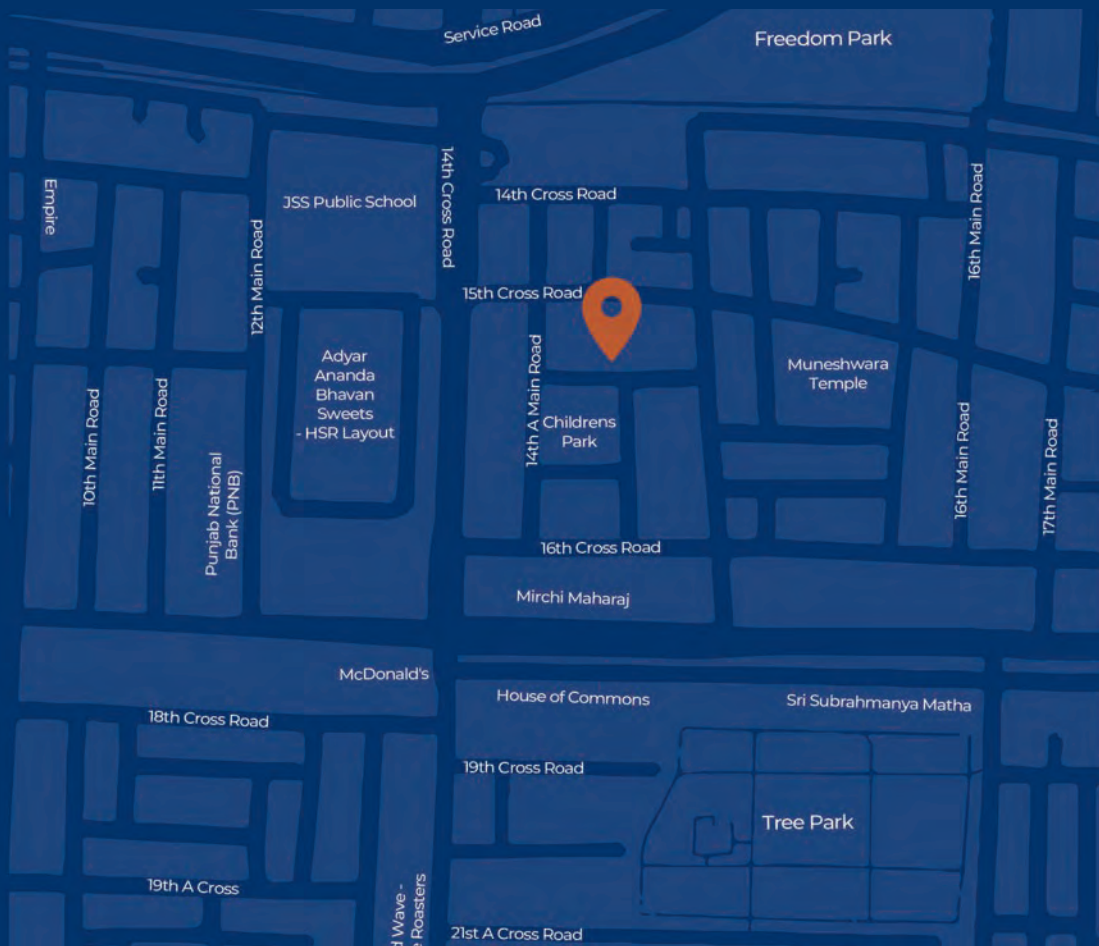 Service Road
Freedom Park
14th Cross Road
14th Cross Road
JSS Public School
Empire
12th Main Road
16th Main Road
15th Cross Road
Adyar
Ananda
Bhavan
Sweets
- HSR Layout
14th A Main Road
Muneshwara
Temple
Childrens
Park
10th Main Road
11th Main Road
Punjab National
Bank (PNB)
16th Main Road
17th Main Road
16th Cross Road
Mirchi Maharaj
McDonald's
House of Commons
Sri Subrahmanya Matha
18th Cross Road
19th Cross Road
Tree Park
19th A Cross
Wave -
Roasters
21st A Cross Road